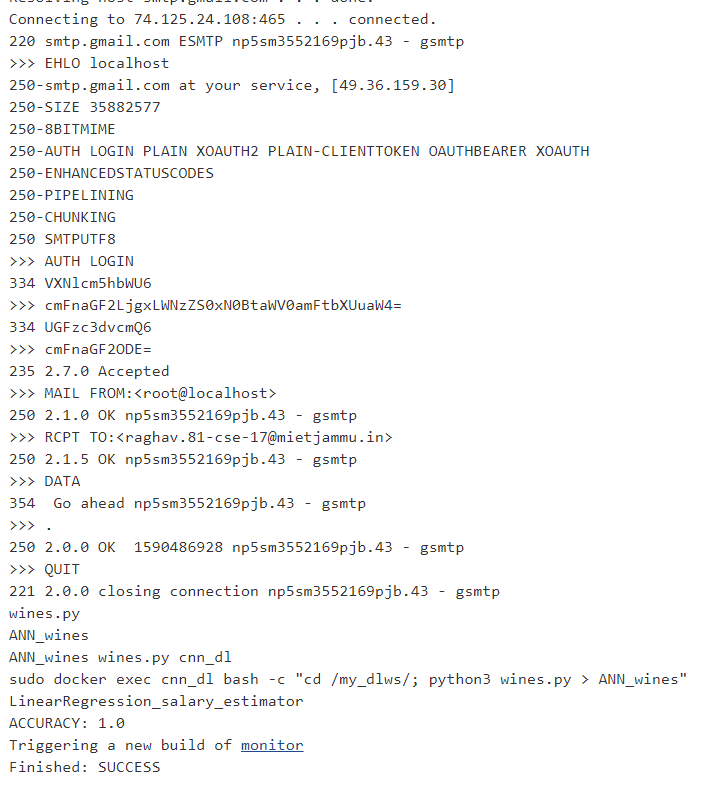 Resolving host smtp.gmail.com . . . done.
Connecting to 74.125.24.108:465 . . . connected.
220 smtp.gmail.com ESMTP np5sm3552169pjb.43 - gsmtp
>>> EHLO localhost
250-smtp.gmail.com at your service, [49.36.159.30]
250-SIZE 35882577
250-8BITMIME
250-AUTH LOGIN PLAIN XOAUTH2 PLAIN-CLIENTTOKEN OAUTHBEARER XOAUTH
250-ENHANCEDSTATUSCODES
250-PIPELINING
250-CHUNKING
250 SMTPUTF8
>>> AUTH LOGIN
334 VXNlcm5hbWU6
>>> cmFnaGF2LjgxLWNzZS0xN0BtaWV0amFtbXUuaW4=
334 UGFzc3dvcmQ6
>>> cmFnaGF2ODE=
235 2.7.0 Accepted
>>> MAIL FROM:<root@localhost>
250 2.1.0 OK np5sm3552169pjb.43 - gsmtp
>>> RCPT TO:<raghav.81-cse-17@mietjammu.in>
250 2.1.5 OK np5sm3552169pjb.43 - gsmtp
>>> DATA
354  Go ahead np5sm3552169pjb.43 - gsmtp
>>> .
250 2.0.0 OK  1590486928 np5sm3552169pjb.43 - gsmtp
>>> QUIT
221 2.0.0 closing connection np5sm3552169pjb.43 - gsmtp
wines.py
ANN_wines
ANN_wines wines.py cnn_dl
sudo docker exec cnn_dl bash -c "cd /my_dlws/; python3 wines.py > ANN_wines"
LinearRegression_salary_estimator
ACCURACY: 1.0
Triggering a new build of monitor
Finished: SUCCESS